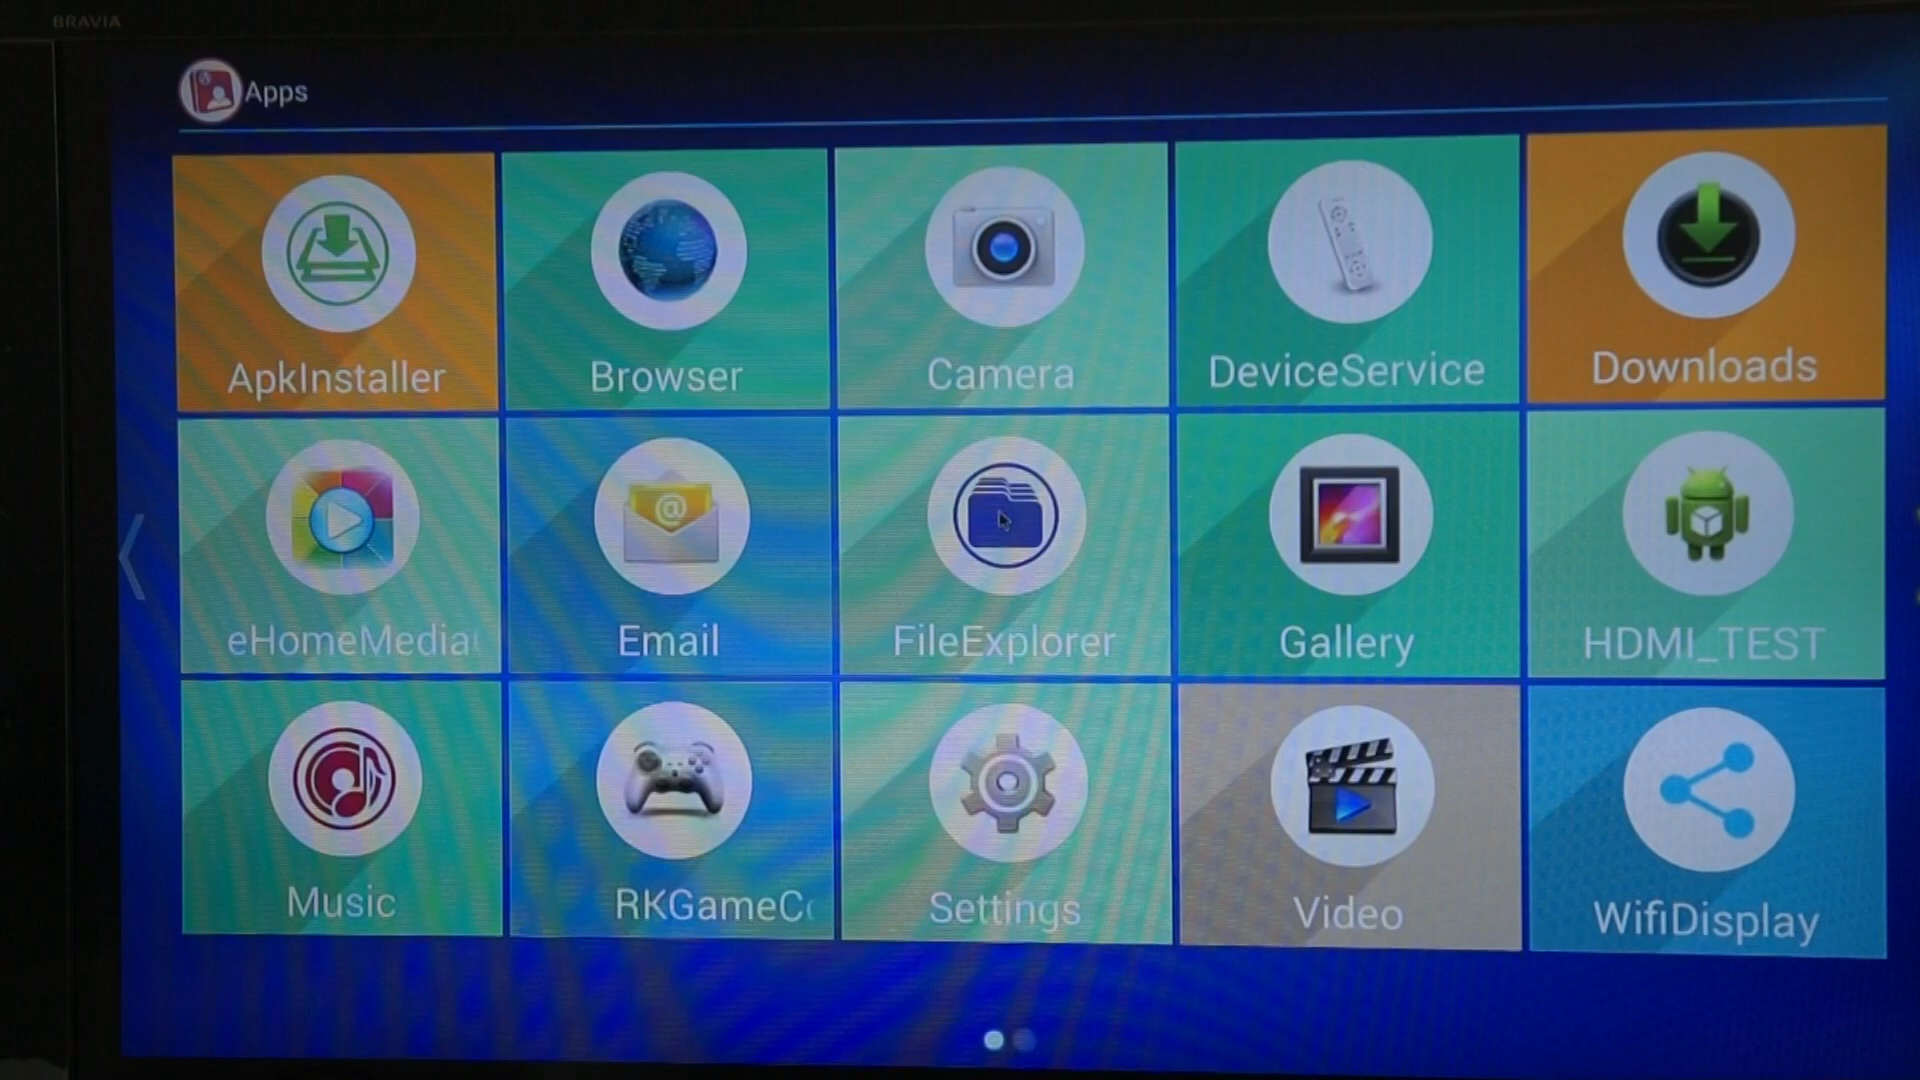 BRAVIA
Apps
ApkInstaller
Browser
Camera
DeviceService
Downloads
eHomeMedia
Email
FileExplorer
Gallery
HDMI_TEST
Music
RKGameC
Settings
Video
WifiDisplay